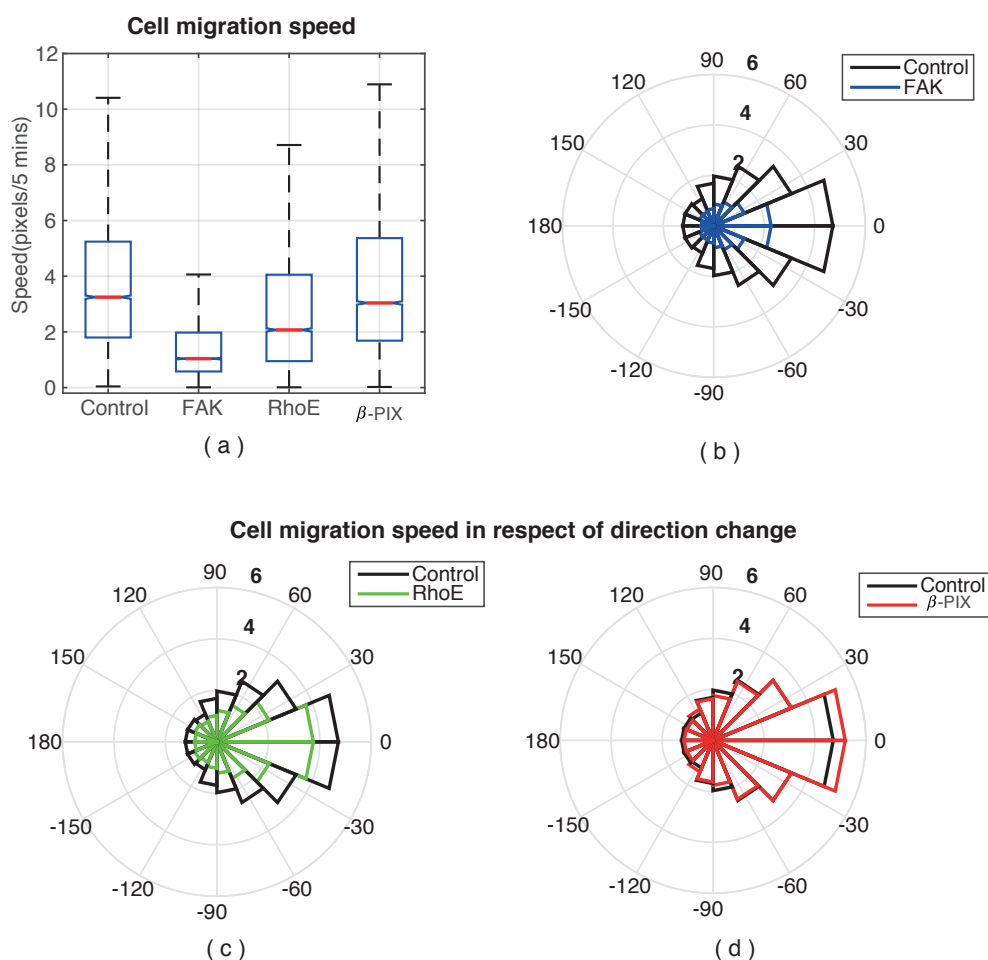 Cell migration speed
Speed(pixels/5 mins)
12
10
8
6
4
2
0
Control FAK RhoE β-PIX
( a )
90 6
120 60
4
150 30
2
180 0
-150 -30
-120 -60
-90
Control
FAK
( b )
Cell migration speed in respect of direction change
90 6
120 60
4
150 30
2
180 0
-150 -30
-120 -60
-90
Control
RhoE
( c )
90 6
120 60
4
150 30
2
180 0
-150 -30
-120 -60
-90
Control
β-PIX
( d )